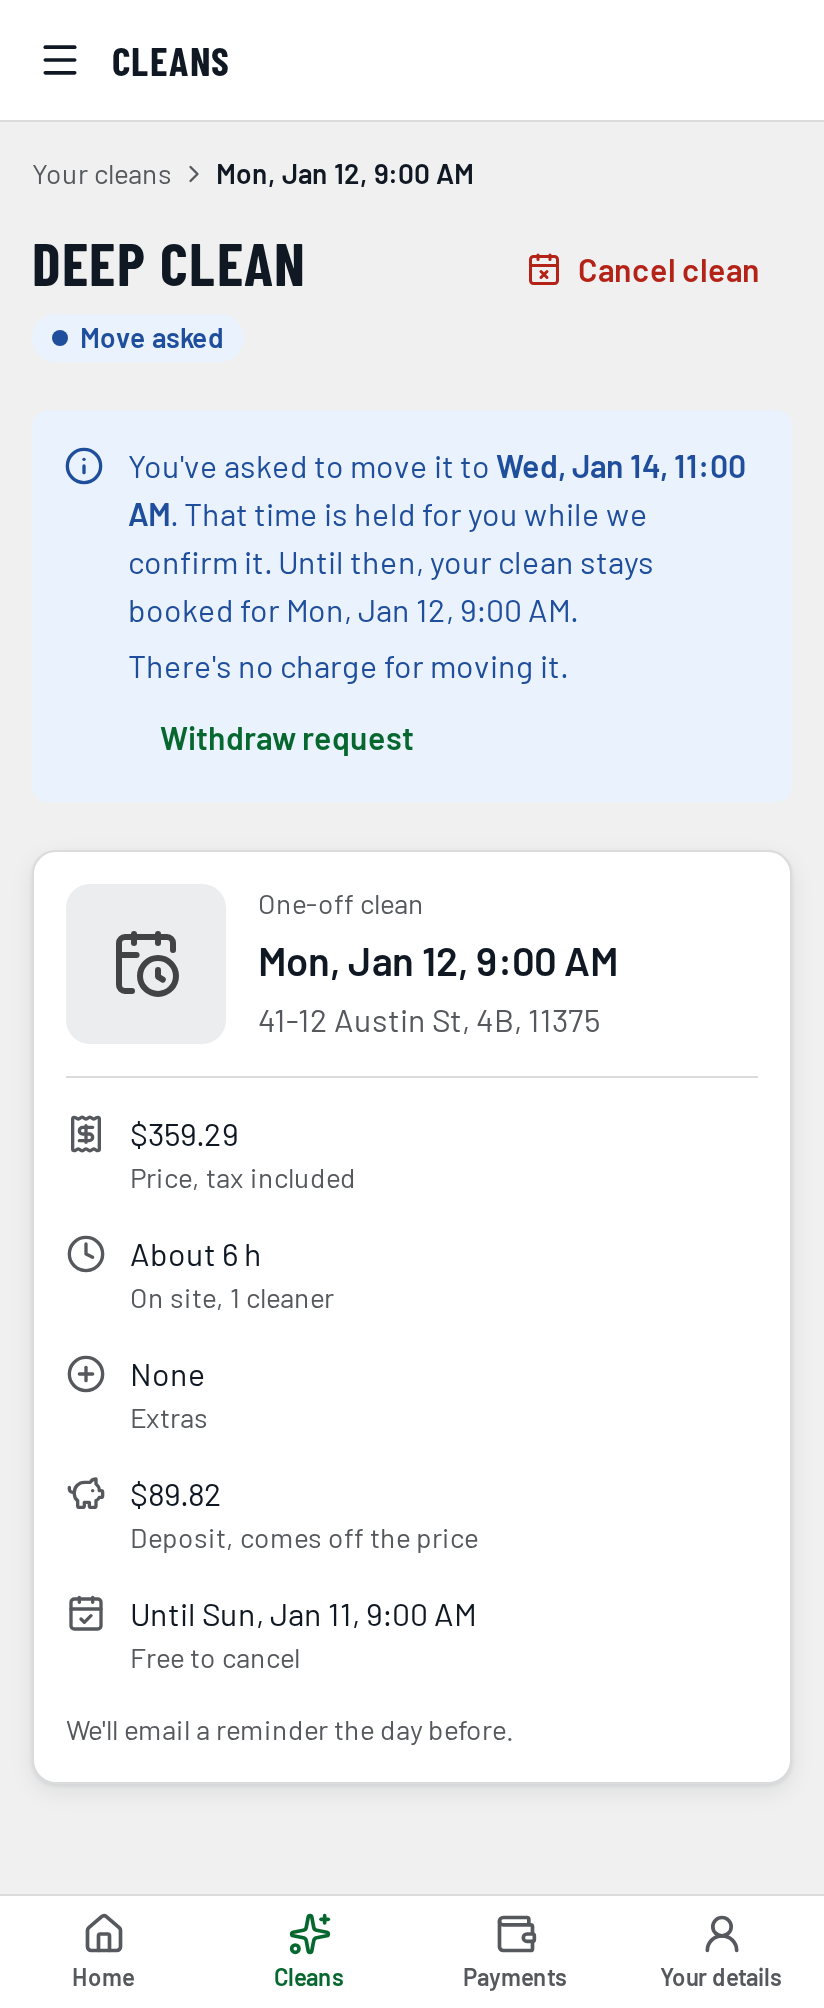 CLEANS
Your cleans > Mon, Jan 12, 9:00 AM
DEEP CLEAN
Cancel clean
Move asked
You've asked to move it to Wed, Jan 14, 11:00
AM. That time is held for you while we
confirm it. Until then, your clean stays
booked for Mon, Jan 12, 9:00 AM.
There's no charge for moving it.
Withdraw request
One-off clean
Mon, Jan 12, 9:00 AM
41-12 Austin St, 4B, 11375
$359.29
Price, tax included
About 6 h
On site, 1 cleaner
None
Extras
$89.82
Deposit, comes off the price
Until Sun, Jan 11, 9:00 AM
Free to cancel
We'll email a reminder the day before.
Home
Cleans
Payments
Your details